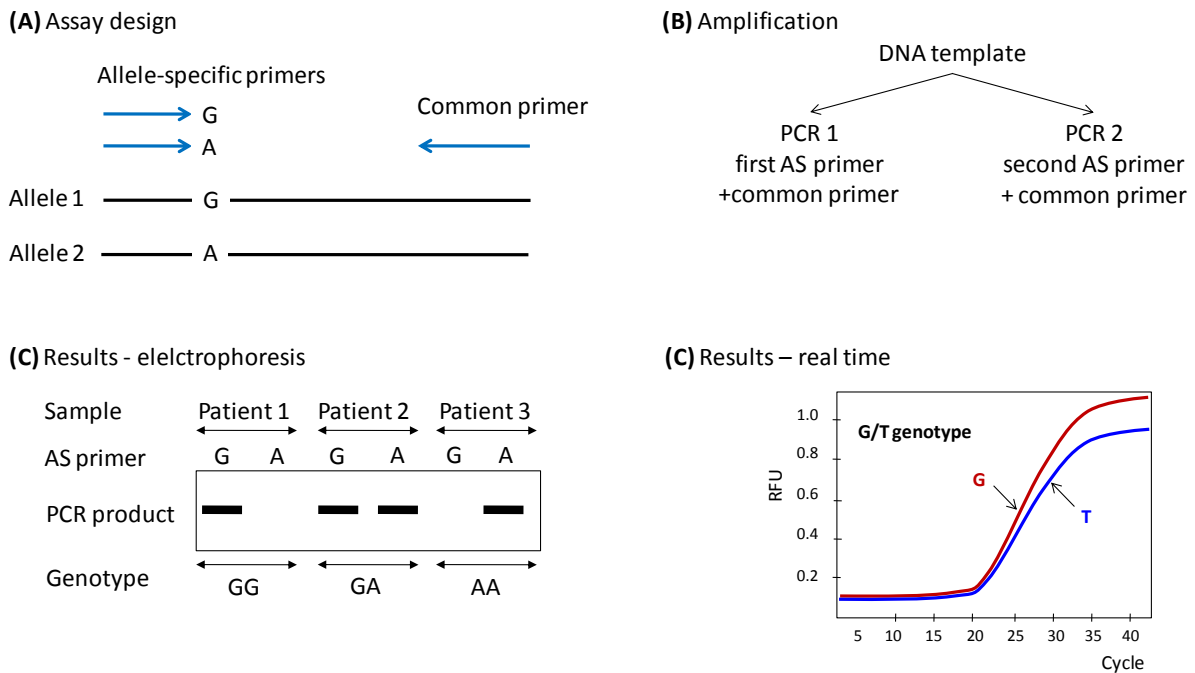 (A) Assay design
Allele-specific primers
G
Common primer
A
Allele 1 G
Allele 2 A
(B) Amplification
DNA template
PCR 1
first AS primer
+common primer
PCR 2
second AS primer
+ common primer
(C) Results - elelctrophoresis
Sample Patient 1 Patient 2 Patient 3
AS primer G A G A G A
PCR product
Genotype GG GA AA
(C) Results – real time
G/T genotype
RFU
1.0
0.8
0.6
0.4
0.2
G
T
5 10 15 20 25 30 35 40
Cycle